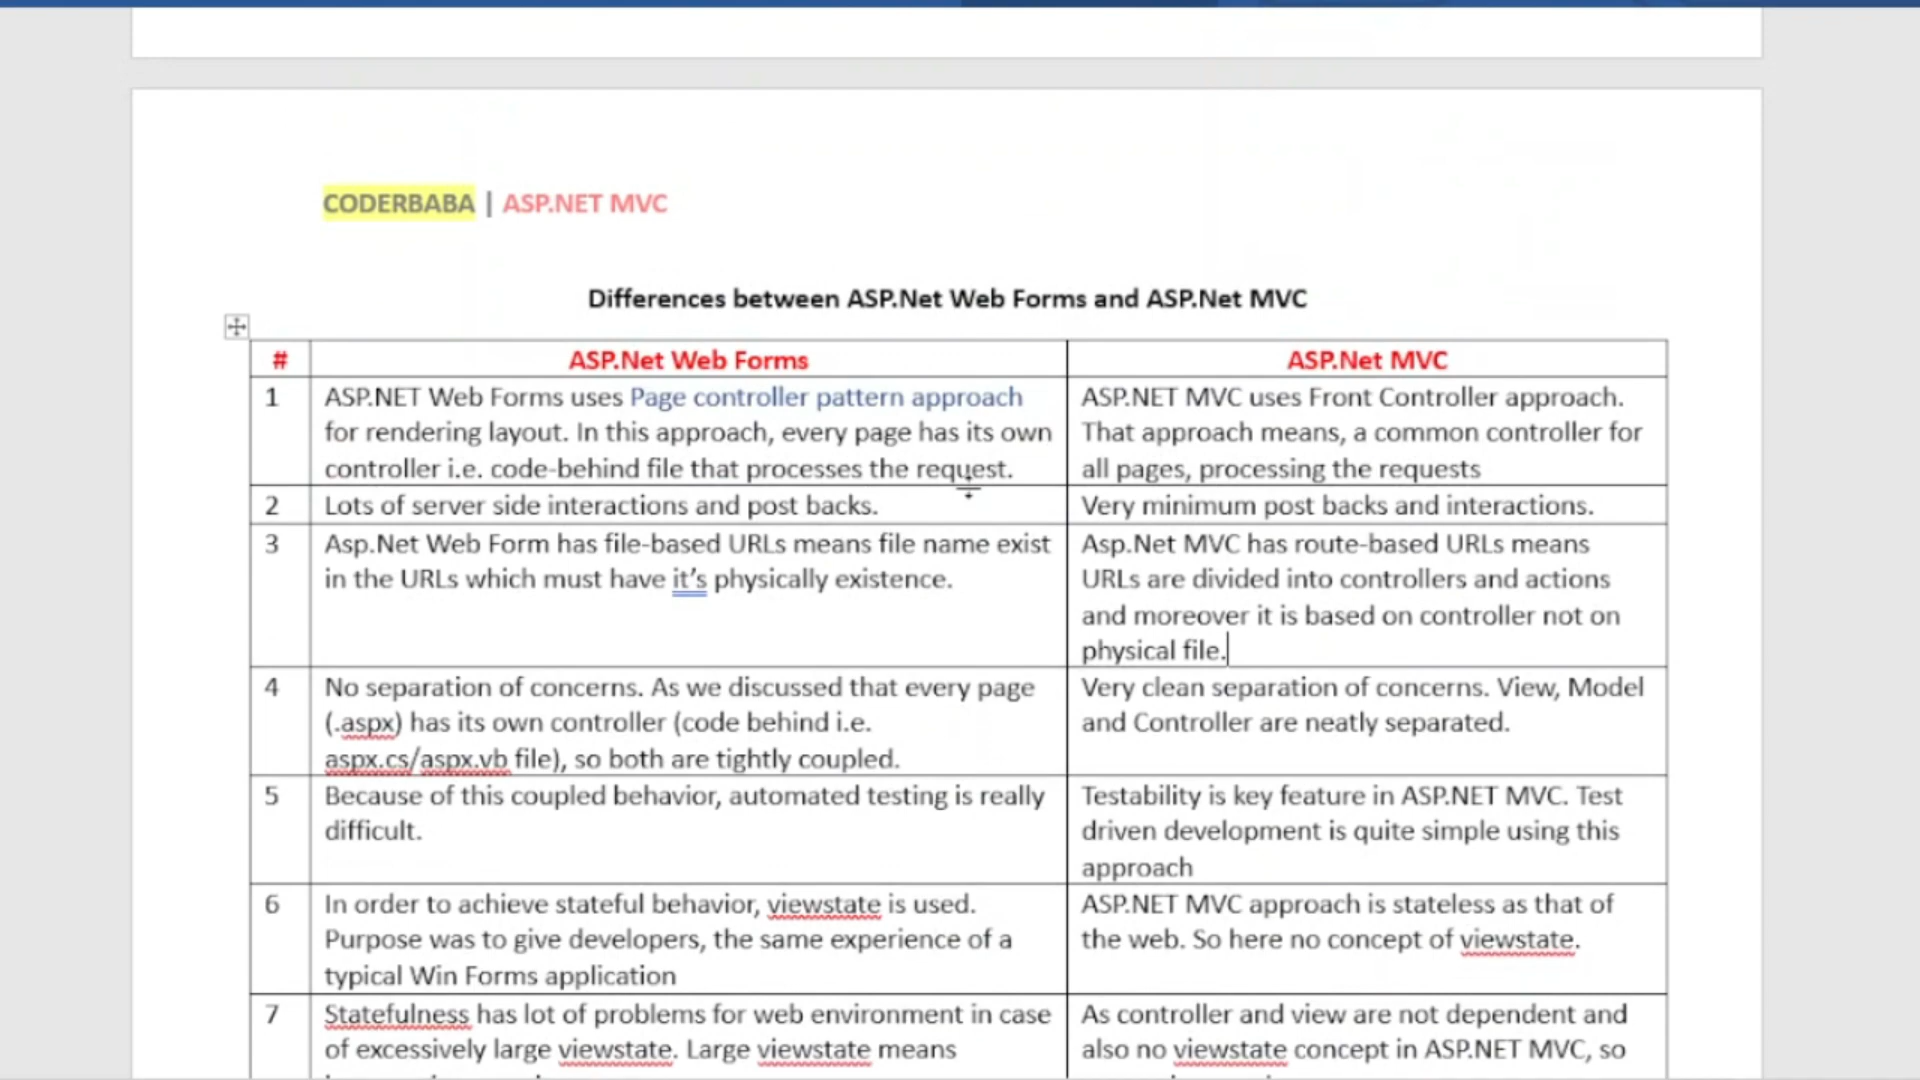 CODERBABA | ASP.NET MVC
Differences between ASP.Net Web Forms and ASP.Net MVC
# ASP.Net Web Forms ASP.Net MVC
1
ASP.NET Web Forms uses Page controller pattern approach
for rendering layout. In this approach, every page has its own
controller i.e. code-behind file that processes the request.
ASP.NET MVC uses Front Controller approach.
That approach means, a common controller for
all pages, processing the requests
2
Lots of server side interactions and post backs.
Very minimum post backs and interactions.
3
Asp.Net Web Form has file-based URLs means file name exist
in the URLs which must have it's physically existence.
Asp.Net MVC has route-based URLs means
URLs are divided into controllers and actions
and moreover it is based on controller not on
physical file.
4
No separation of concerns. As we discussed that every page
(.aspx) has its own controller (code behind i.e.
aspx.cs/aspx.vb file), so both are tightly coupled.
Very clean separation of concerns. View, Model
and Controller are neatly separated.
5
Because of this coupled behavior, automated testing is really
difficult.
Testability is key feature in ASP.NET MVC. Test
driven development is quite simple using this
approach
6
In order to achieve stateful behavior, viewstate is used.
Purpose was to give developers, the same experience of a
typical Win Forms application
ASP.NET MVC approach is stateless as that of
the web. So here no concept of viewstate.
7
Statefulness has lot of problems for web environment in case
of excessively large viewstate. Large viewstate means
As controller and view are not dependent and
also no viewstate concept in ASP.NET MVC, so